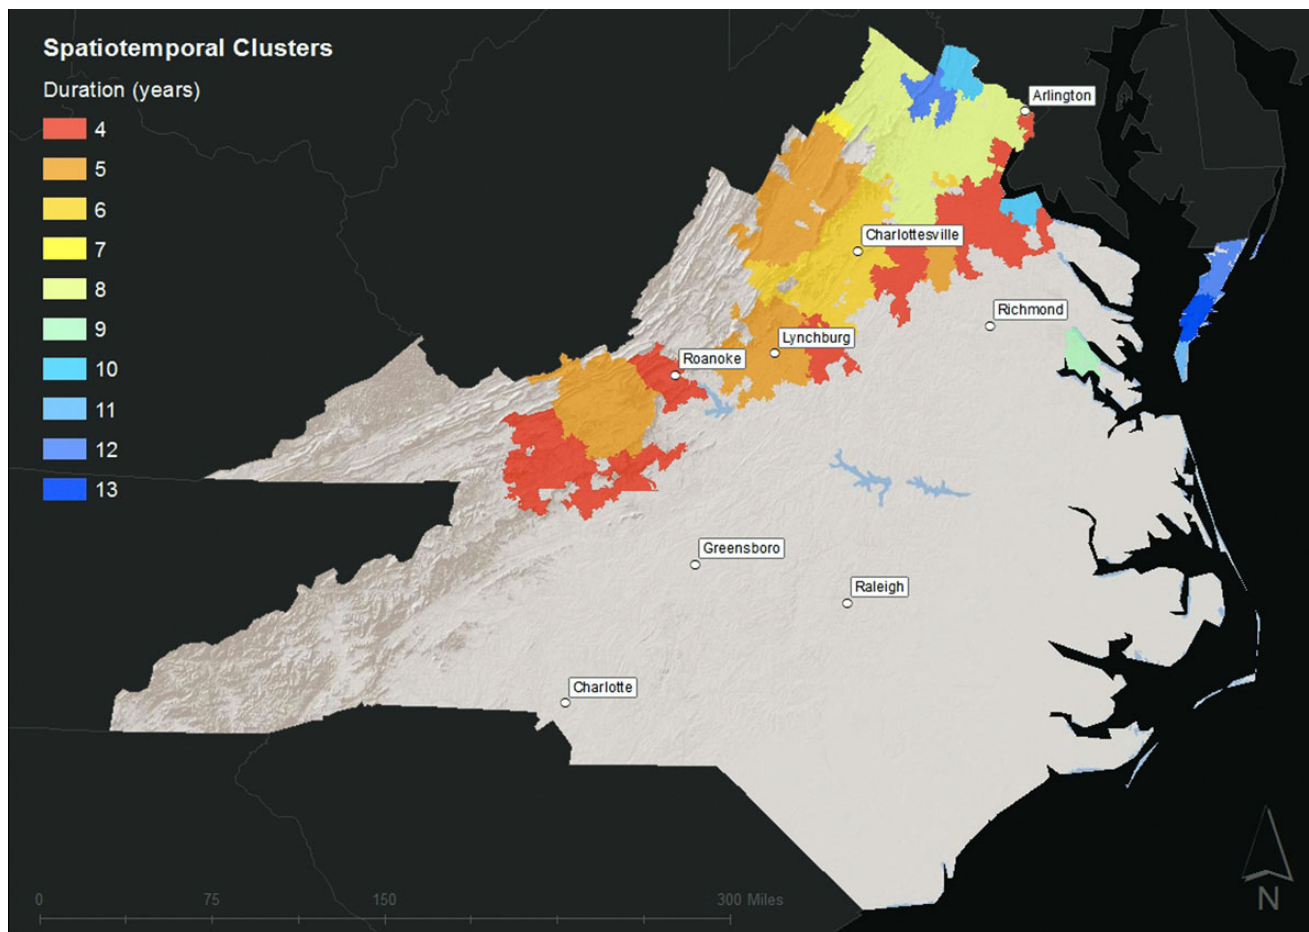 Spatiotemporal Clusters
Duration (years)
4
5
6
7
8
9
10
11
12
13
Arlington
Charlottesville
Richmond
Lynchburg
Roanoke
Greensboro
Raleigh
Charlotte
0 75 150 300 Miles
N